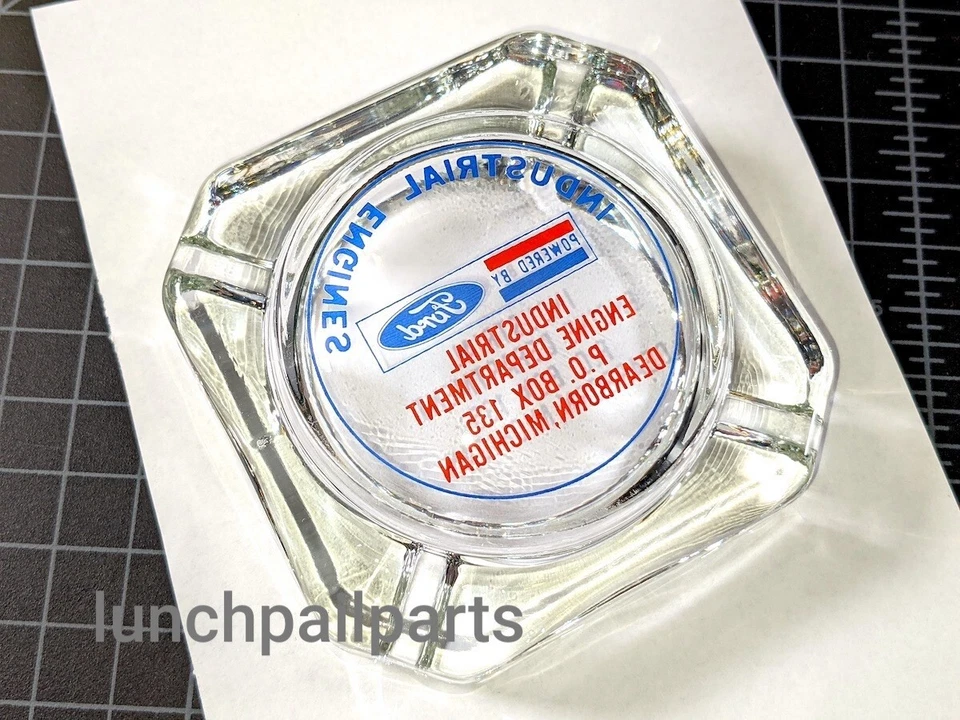 INDUSTRIAL ENGINES
POWERED BY
Ford
INDUSTRIAL
ENGINE DEPARTMENT
P.O. BOX 135
DEARBORN, MICHIGAN
lunchpailparts